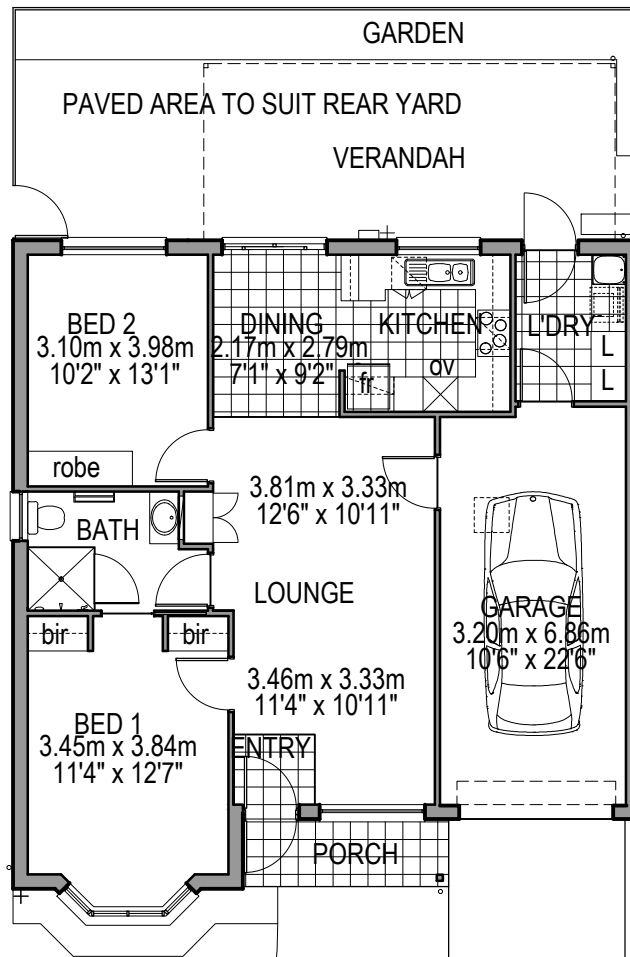 GARDEN
PAVED AREA TO SUIT REAR YARD
VERANDAH
BED 2
3.10m x 3.98m
10'2" x 13'1"
DINING
2.17m x 2.79m
7'1" x 9'2"
KITCHEN
L'DRY
L
L
fr
ov
robe
BATH
3.81m x 3.33m
12'6" x 10'11"
LOUNGE
3.46m x 3.33m
11'4" x 10'11"
GARAGE
3.20m x 6.86m
10'6" x 22'6"
bir
bir
BED 1
3.45m x 3.84m
11'4" x 12'7"
ENTRY
PORCH